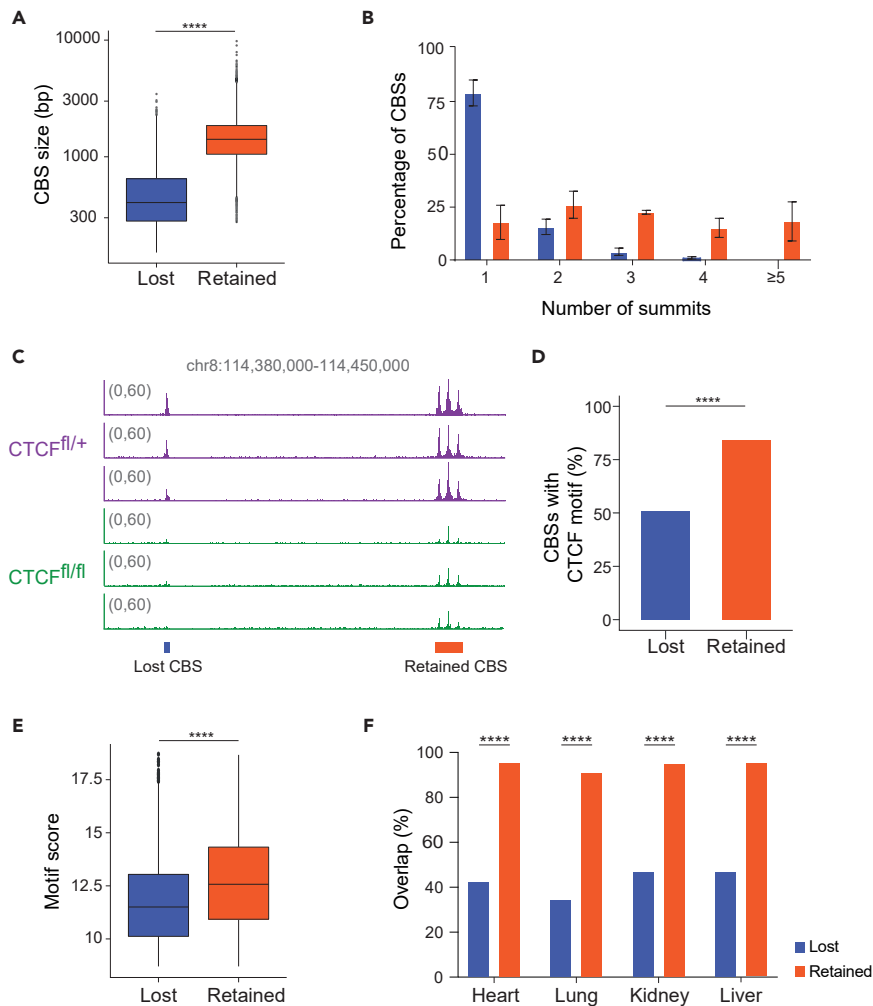 A
****
10000
3000
1000
300
CBS size (bp)
Lost Retained
B
100
75
50
25
0
Percentage of CBSs
1 2 3 4 ≥5
Number of summits
C
chr8:114,380,000-114,450,000
(0,60)
(0,60)
CTCFfl/+
(0,60)
(0,60)
(0,60)
CTCFfl/fl
(0,60)
Lost CBS Retained CBS
D
****
100
75
50
25
0
CBSs with
CTCF motif (%)
Lost Retained
E
****
17.5
15
12.5
10
Motif score
Lost Retained
F
**** **** **** ****
100
80
60
40
20
0
Overlap (%)
Heart Lung Kidney Liver
Lost
Retained